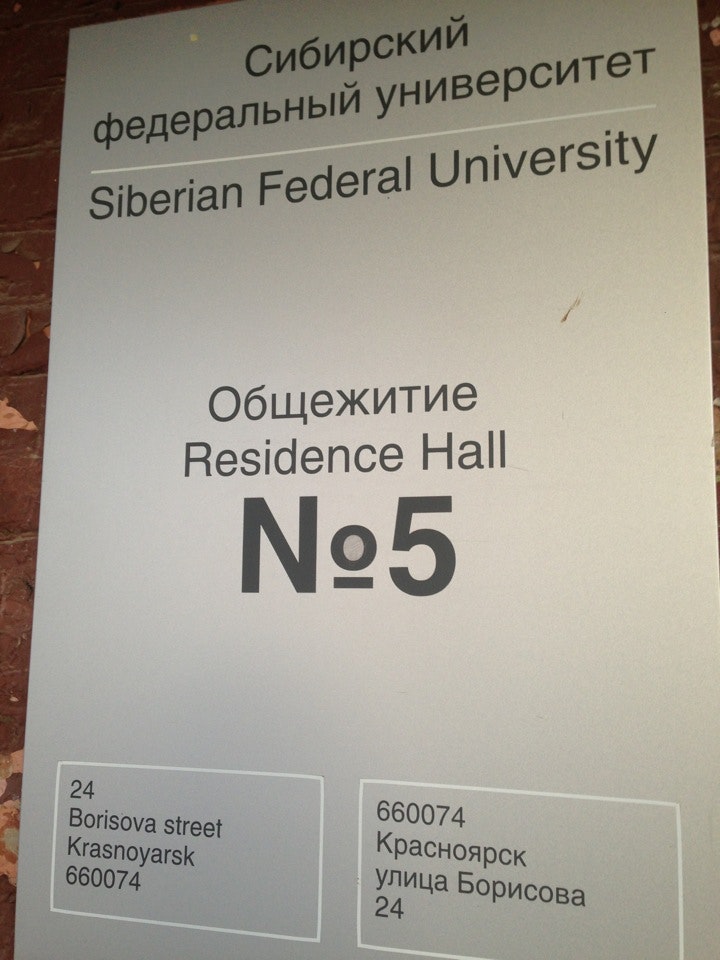 Сибирский
федеральный университет
Siberian Federal University
Общежитие
Residence Hall
№5
24
Borisova street
Krasnoyarsk
660074
660074
Красноярск
улица Борисова
24